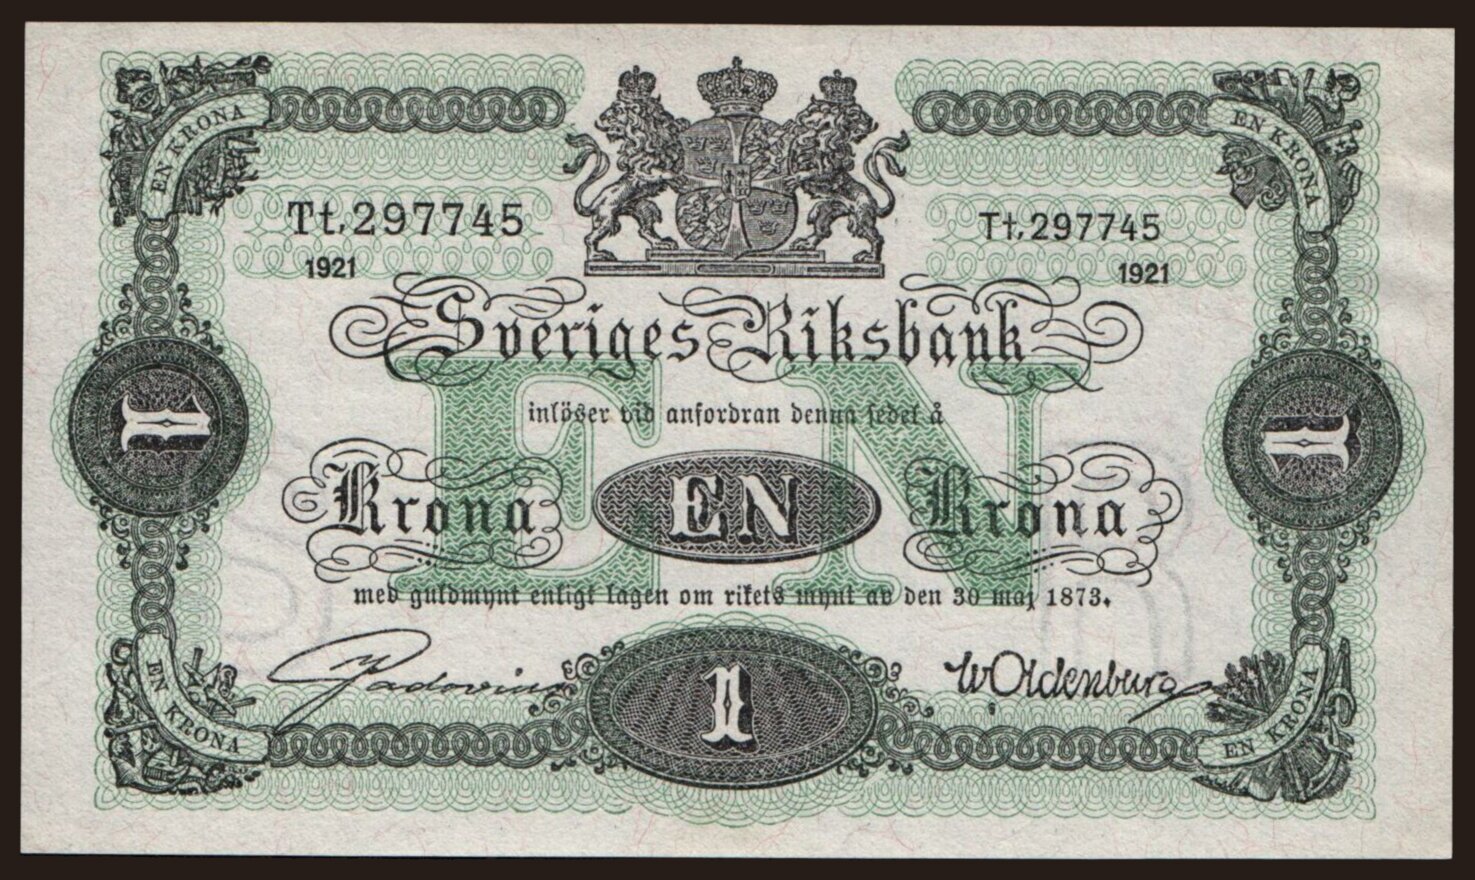 EN KRONA
EN KRONA
Tt,297745
Tt,297745
1921
1921
Sveriges Riksbank
inlöser vid anfordran denna sedel å
1
1
Krona EN Krona
EN
med guldmynt enligt lagen om rikets mynt av den 30 maj 1873.
WOldenburg
1
EN KRONA
EN KRONA